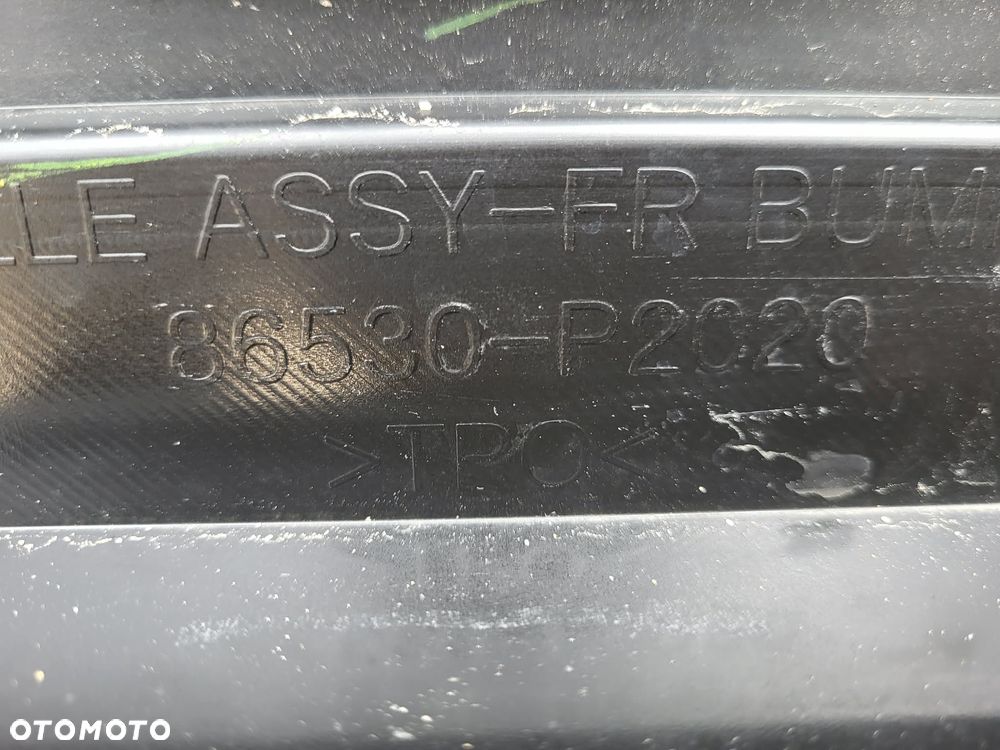 LLE ASSY-FR BUM
86530-P2020
>TPO<
OTOMOTO